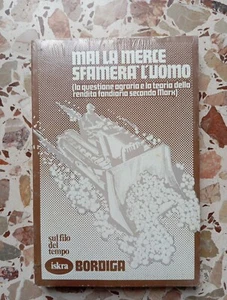 MAI LA MERCE
SFAMERA' L'UOMO
(la questione agraria e la teoria della
rendita fondiaria secondo Marx)
sul filo
del
tempo
iskra BORDIGA